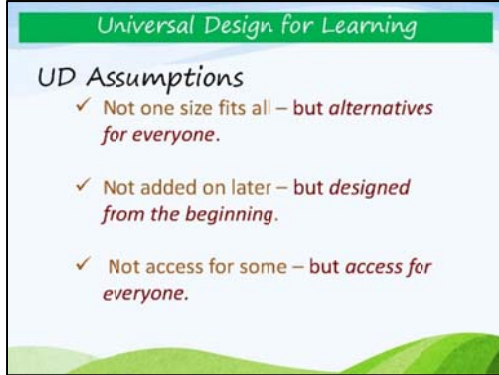 Universal Design for Learning
UD Assumptions
✓ Not one size fits all – but alternatives
for everyone.
✓ Not added on later – but designed
from the beginning.
✓ Not access for some – but access for
everyone.